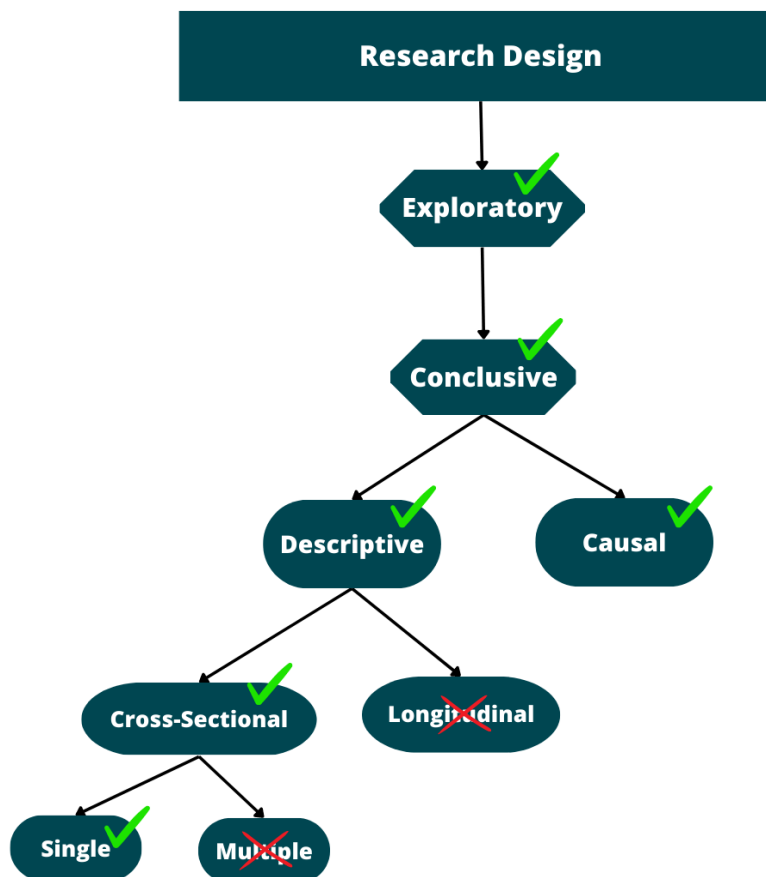 Research Design
Exploratory
Conclusive
Descriptive
Causal
Cross-Sectional
Longitudinal
Single
Multiple